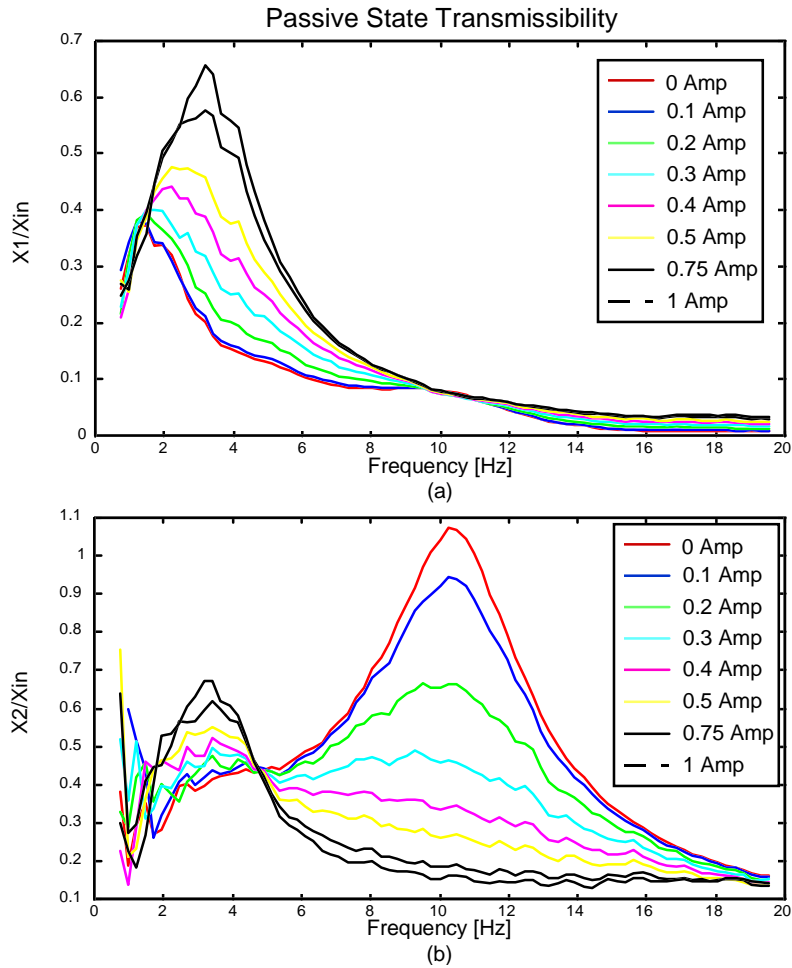 Passive State Transmissibility
0.7
0.6
0.5
0.4
0.3
0.2
0.1
0
X1/Xin
0 Amp
0.1 Amp
0.2 Amp
0.3 Amp
0.4 Amp
0.5 Amp
0.75 Amp
1 Amp
0 2 4 6 8 10 12 14 16 18 20
Frequency [Hz]
(a)
1.1
1
0.9
0.8
0.7
0.6
0.5
0.4
0.3
0.2
0.1
X2/Xin
0 Amp
0.1 Amp
0.2 Amp
0.3 Amp
0.4 Amp
0.5 Amp
0.75 Amp
1 Amp
0 2 4 6 8 10 12 14 16 18 20
Frequency [Hz]
(b)